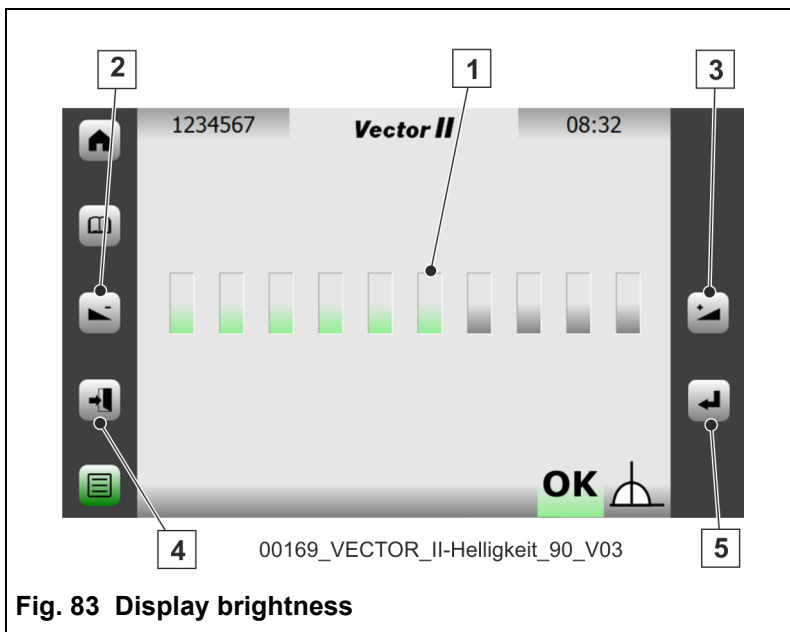 2
1
3
1234567
Vector II
08:32
OK
4
00169_VECTOR_II-Helligkeit_90_V03
5
Fig. 83 Display brightness